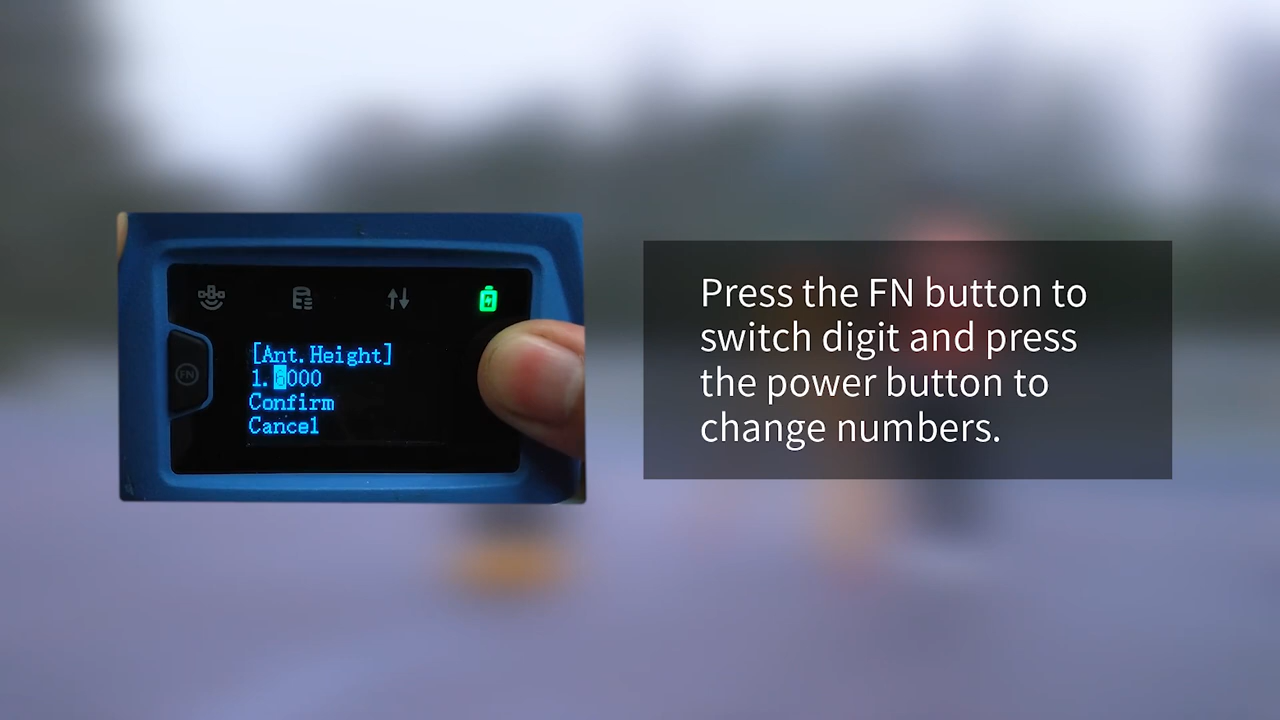 [Ant.Height]
1.6000
Confirm
Cancel
FN
Press the FN button to
switch digit and press
the power button to
change numbers.